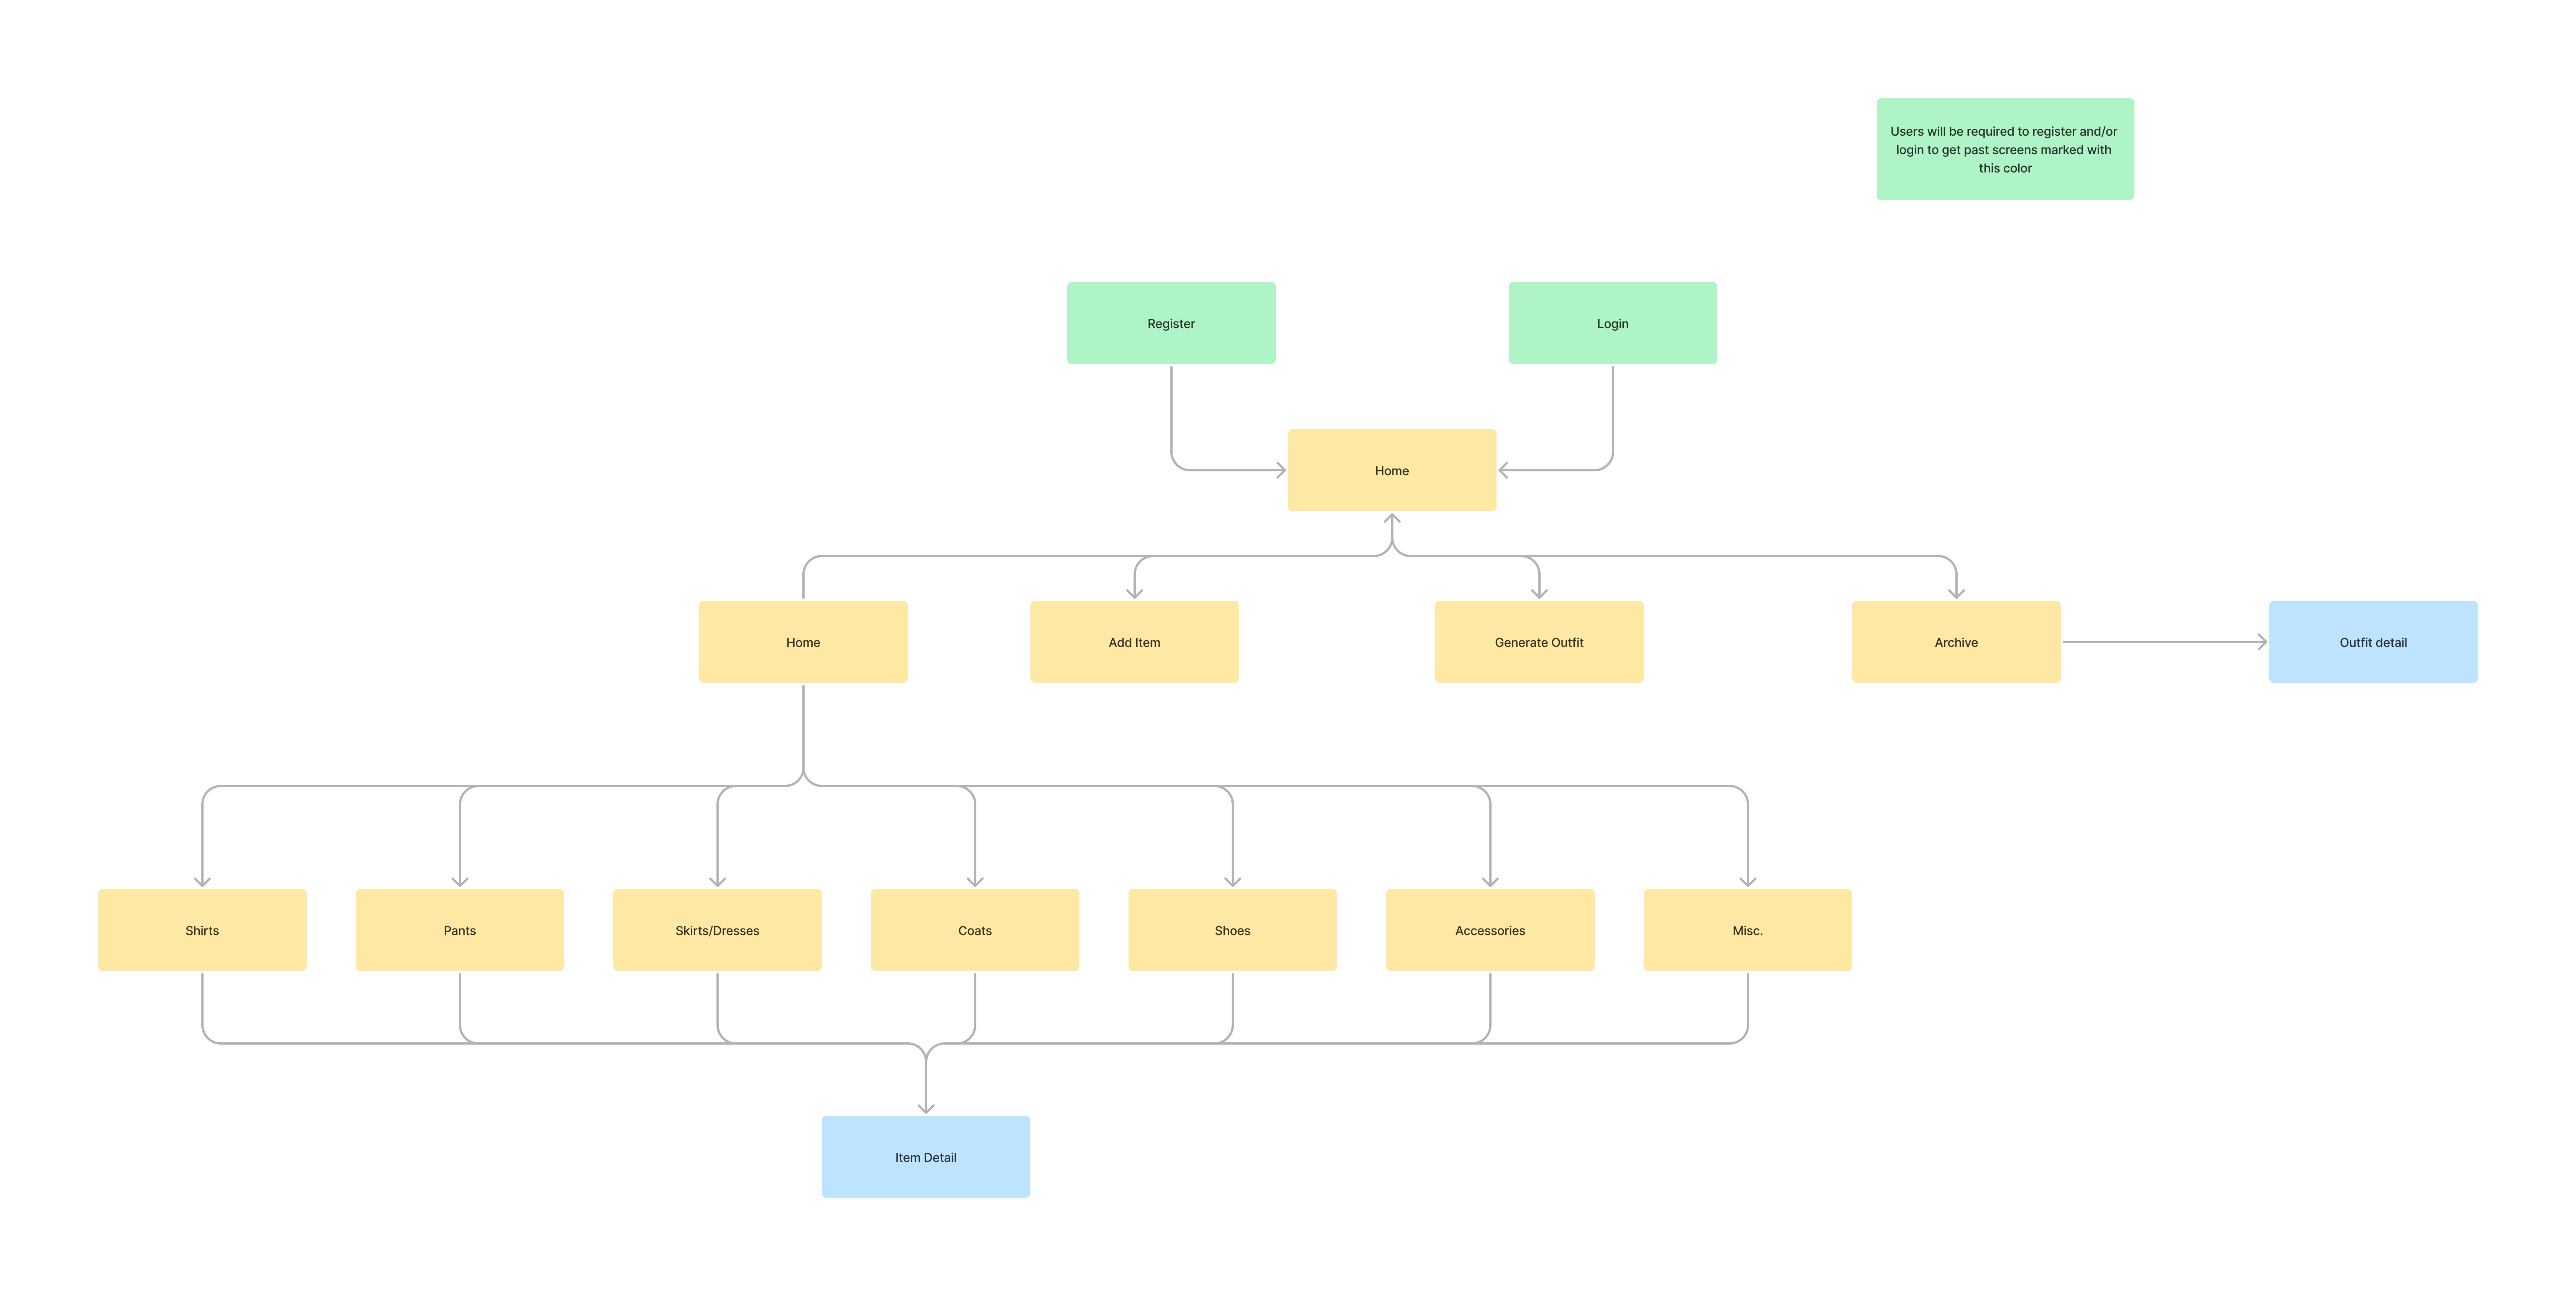 Users will be required to register and/or
login to get past screens marked with
this color
Register
Login
Home
Home
Add Item
Generate Outfit
Archive
Outfit detail
Shirts
Pants
Skirts/Dresses
Coats
Shoes
Accessories
Misc.
Item Detail